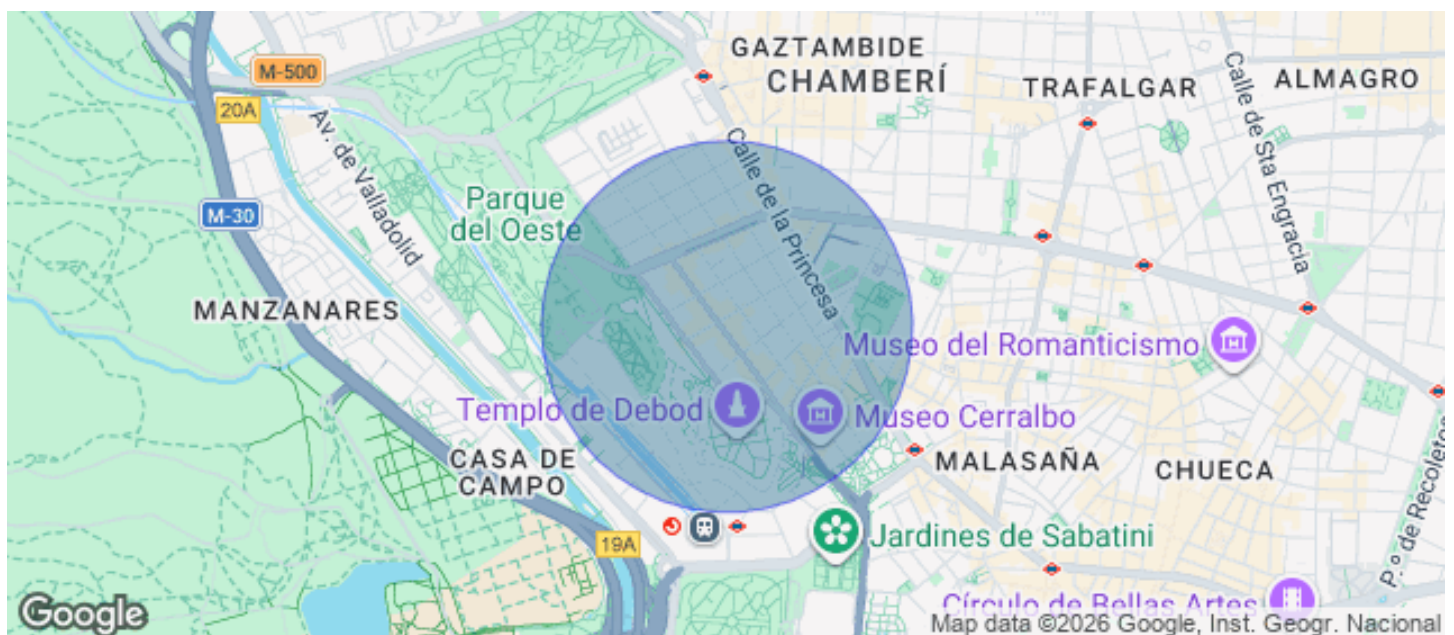 GAZTAMBIDE
CHAMBERÍ
TRAFALGAR
ALMAGRO
M-500
20A
Av. de Valladolid
Calle de la Princesa
Calle de Sta Engracia
Parque
del Oeste
M-30
MANZANARES
Museo del Romanticismo
Templo de Debod
Museo Cerralbo
CASA DE
CAMPO
MALASAÑA
CHUECA
P.º de Recoletos
19A
Jardines de Sabatini
Círculo de Bellas Artes
Google
Map data ©2026 Google, Inst. Geogr. Nacional